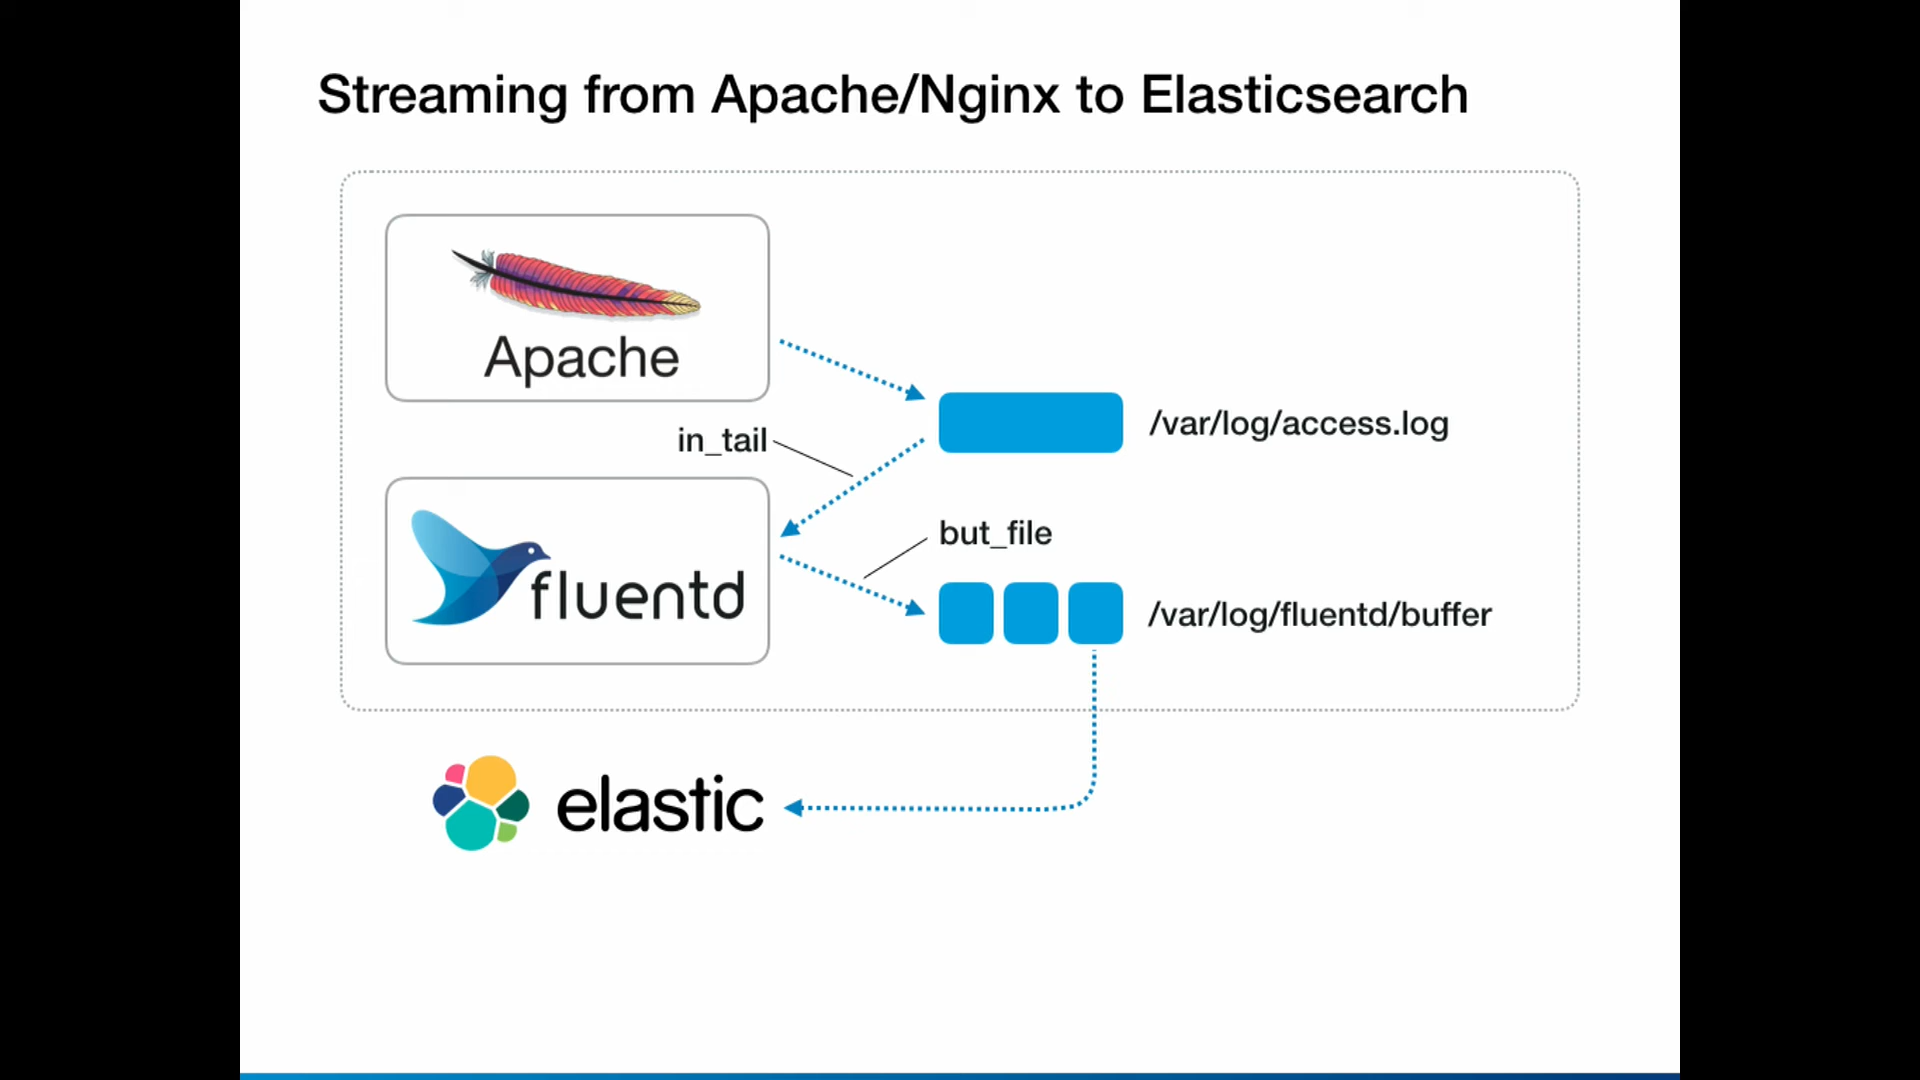 Streaming from Apache/Nginx to Elasticsearch
Apache
/var/log/access.log
in_tail
but_file
fluentd
/var/log/fluentd/buffer
elastic